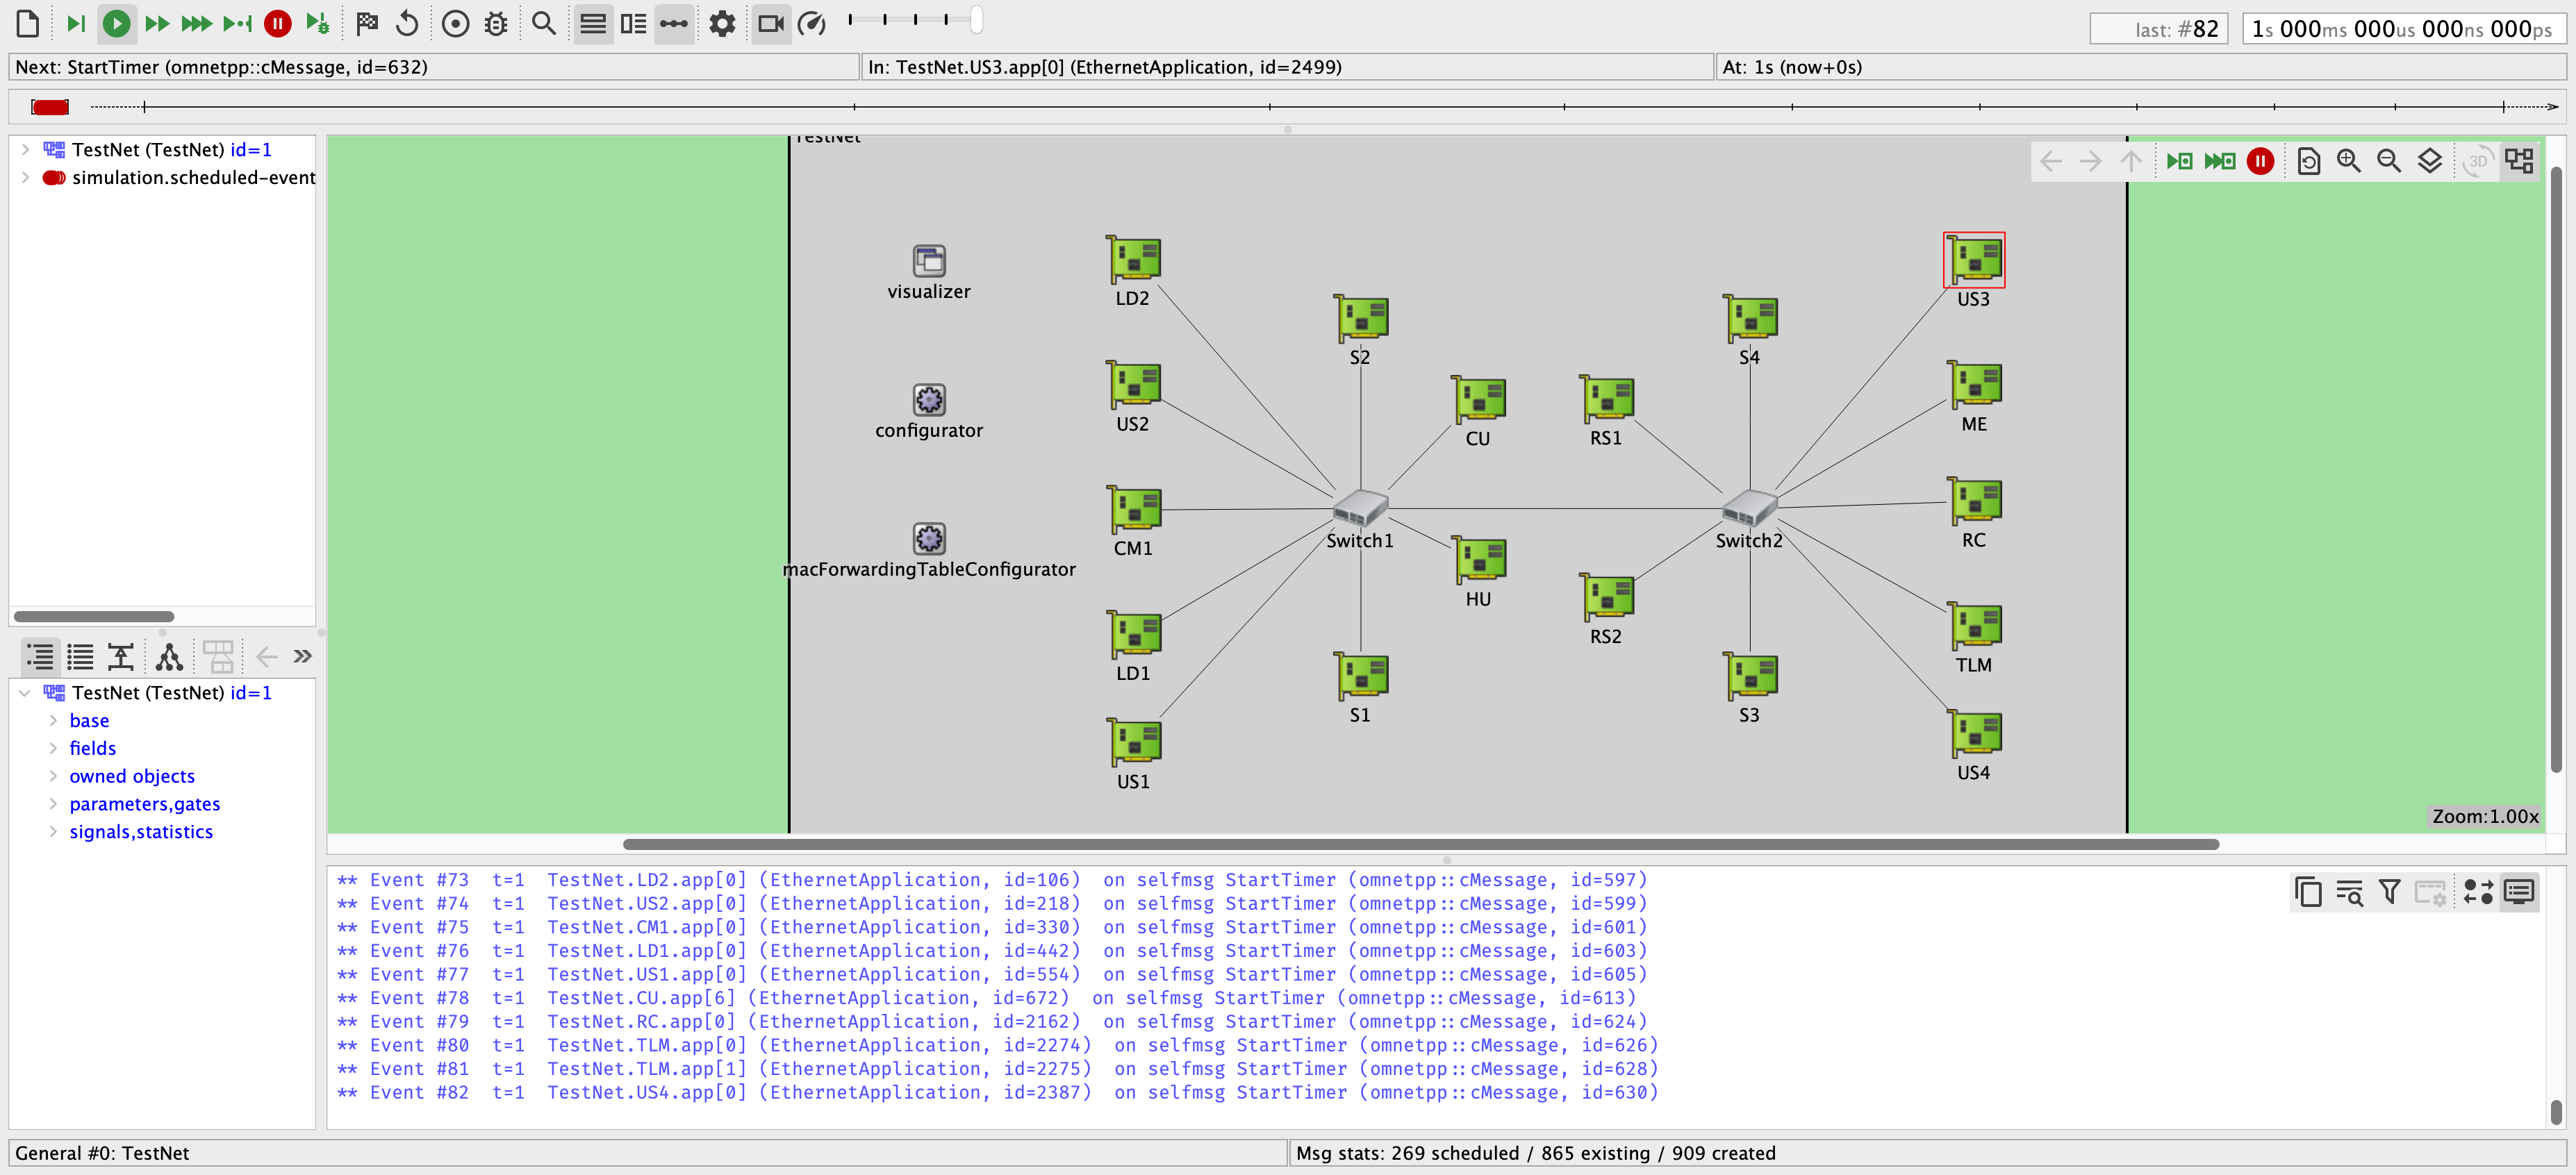 last: #82
1s 000ms 000us 000ns 000ps
Next: StartTimer (omnetpp::cMessage, id=632)
In: TestNet.US3.app[0] (EthernetApplication, id=2499)
At: 1s (now+0s)
TestNet (TestNet) id=1
simulation.scheduled-event
TestNet
3D
visualizer
LD2
S2
S4
US3
US2
configurator
CU
RS1
ME
CM1
Switch1
Switch2
RC
macForwardingTableConfigurator
HU
RS2
LD1
TLM
S1
S3
US1
US4
Zoom:1.00x
TestNet (TestNet) id=1
base
fields
owned objects
parameters,gates
signals,statistics
** Event #73 t=1 TestNet.LD2.app[0] (EthernetApplication, id=106) on selfmsg StartTimer (omnetpp::cMessage, id=597)
** Event #74 t=1 TestNet.US2.app[0] (EthernetApplication, id=218) on selfmsg StartTimer (omnetpp::cMessage, id=599)
** Event #75 t=1 TestNet.CM1.app[0] (EthernetApplication, id=330) on selfmsg StartTimer (omnetpp::cMessage, id=601)
** Event #76 t=1 TestNet.LD1.app[0] (EthernetApplication, id=442) on selfmsg StartTimer (omnetpp::cMessage, id=603)
** Event #77 t=1 TestNet.US1.app[0] (EthernetApplication, id=554) on selfmsg StartTimer (omnetpp::cMessage, id=605)
** Event #78 t=1 TestNet.CU.app[6] (EthernetApplication, id=672) on selfmsg StartTimer (omnetpp::cMessage, id=613)
** Event #79 t=1 TestNet.RC.app[0] (EthernetApplication, id=2162) on selfmsg StartTimer (omnetpp::cMessage, id=624)
** Event #80 t=1 TestNet.TLM.app[0] (EthernetApplication, id=2274) on selfmsg StartTimer (omnetpp::cMessage, id=626)
** Event #81 t=1 TestNet.TLM.app[1] (EthernetApplication, id=2275) on selfmsg StartTimer (omnetpp::cMessage, id=628)
** Event #82 t=1 TestNet.US4.app[0] (EthernetApplication, id=2387) on selfmsg StartTimer (omnetpp::cMessage, id=630)
General #0: TestNet
Msg stats: 269 scheduled / 865 existing / 909 created